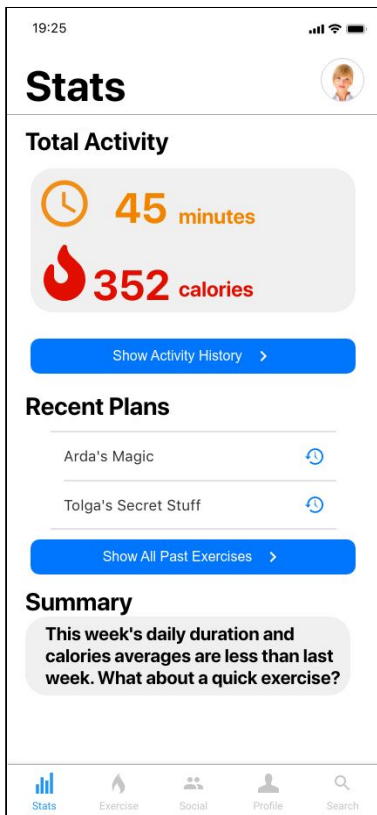 19:25
Stats
Total Activity
45 minutes
352 calories
Show Activity History
Recent Plans
Arda's Magic
Tolga's Secret Stuff
Show All Past Exercises
Summary
This week's daily duration and
calories averages are less than last
week. What about a quick exercise?
Stats Exercise Social Profile Search